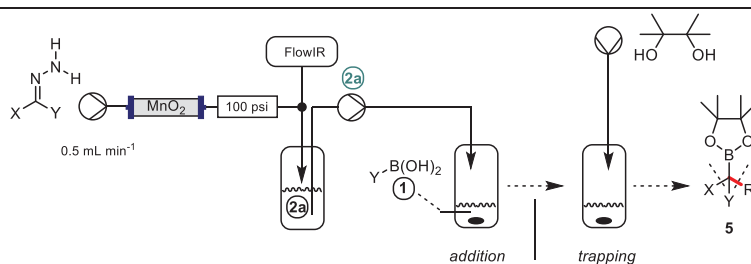 H
N
H
N
X
Y
0.5 mL min⁻¹
MnO₂
100 psi
FlowIR
2a
2a
Y
B(OH)₂
1
addition
trapping
HO
OH
O
O
B
X
R
Y
5